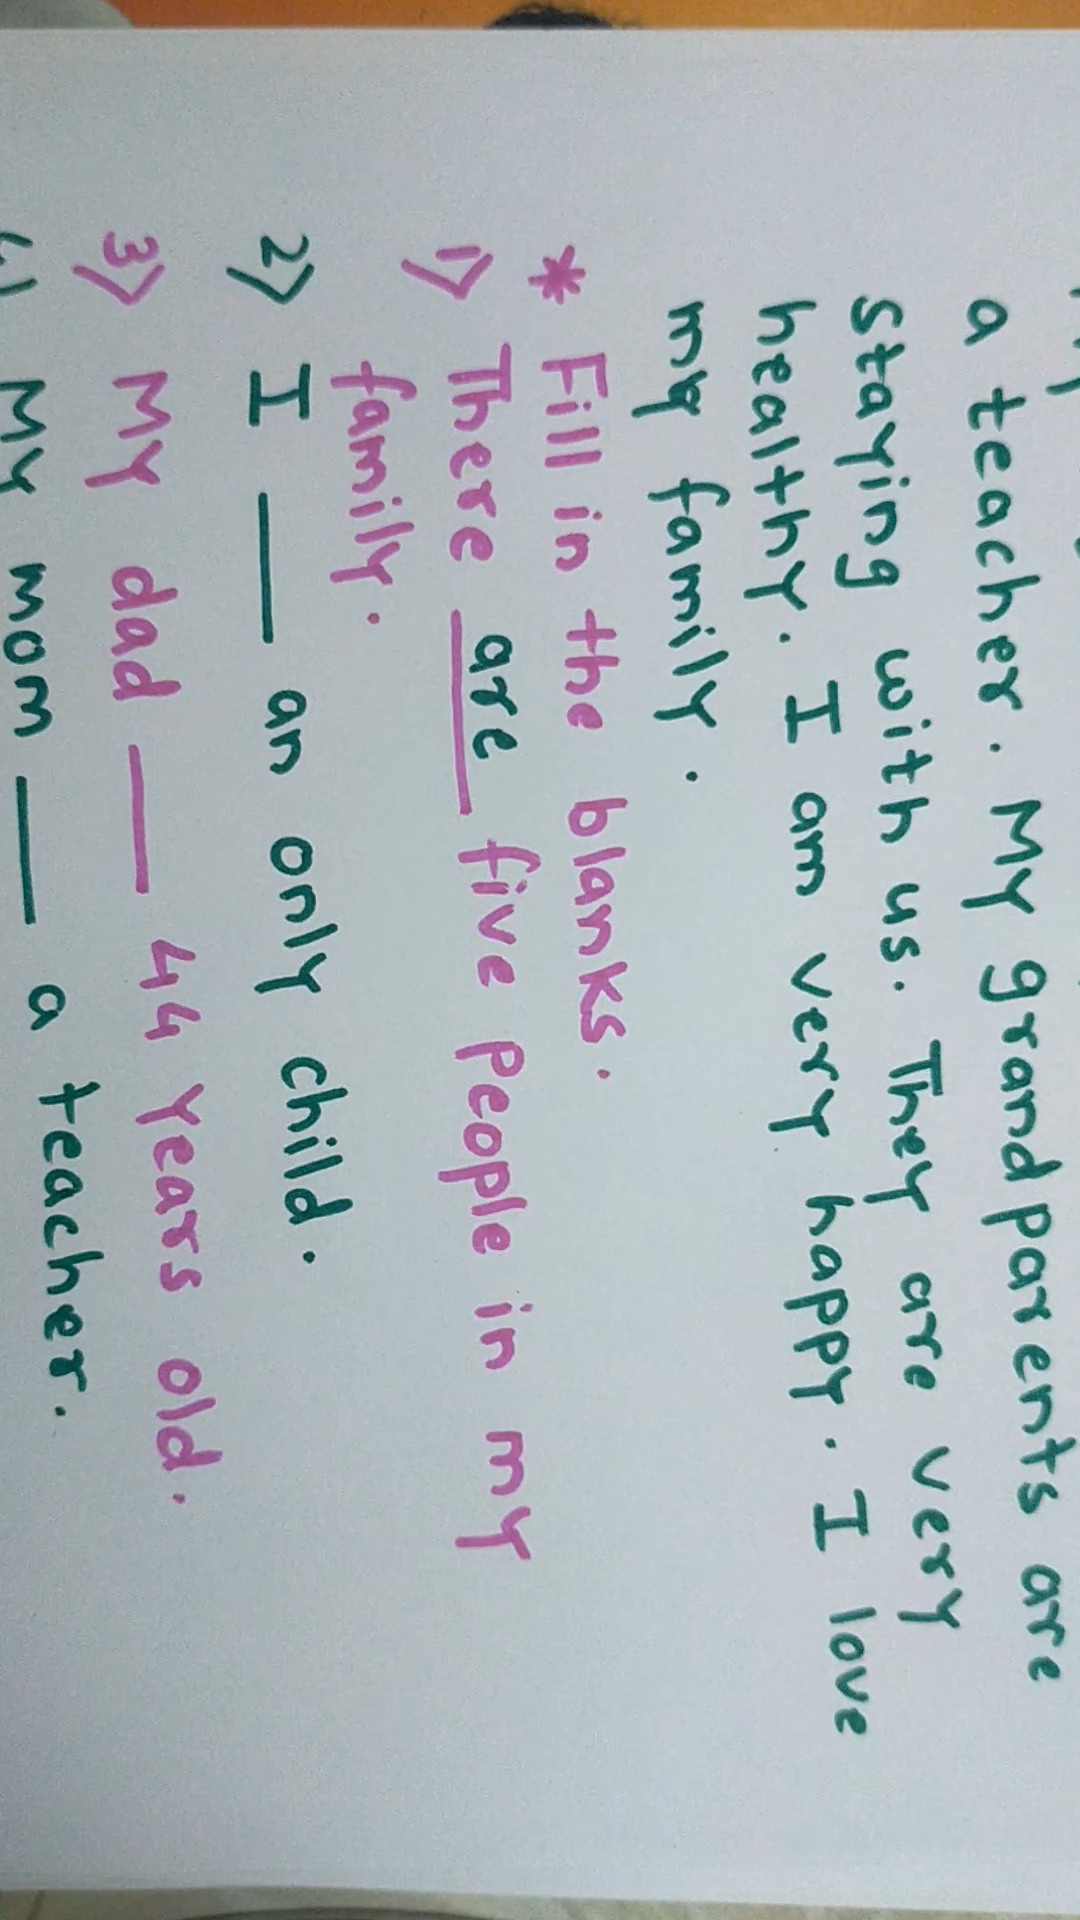 a teacher. My grandparents are
staying with us. They are very
healthy. I am very happy. I love
my family.
* Fill in the blanks.
1> There are five people in my
family.
2> I ___ an only child.
3> My dad ___ 44 years old.
4> My mom ___ a teacher.